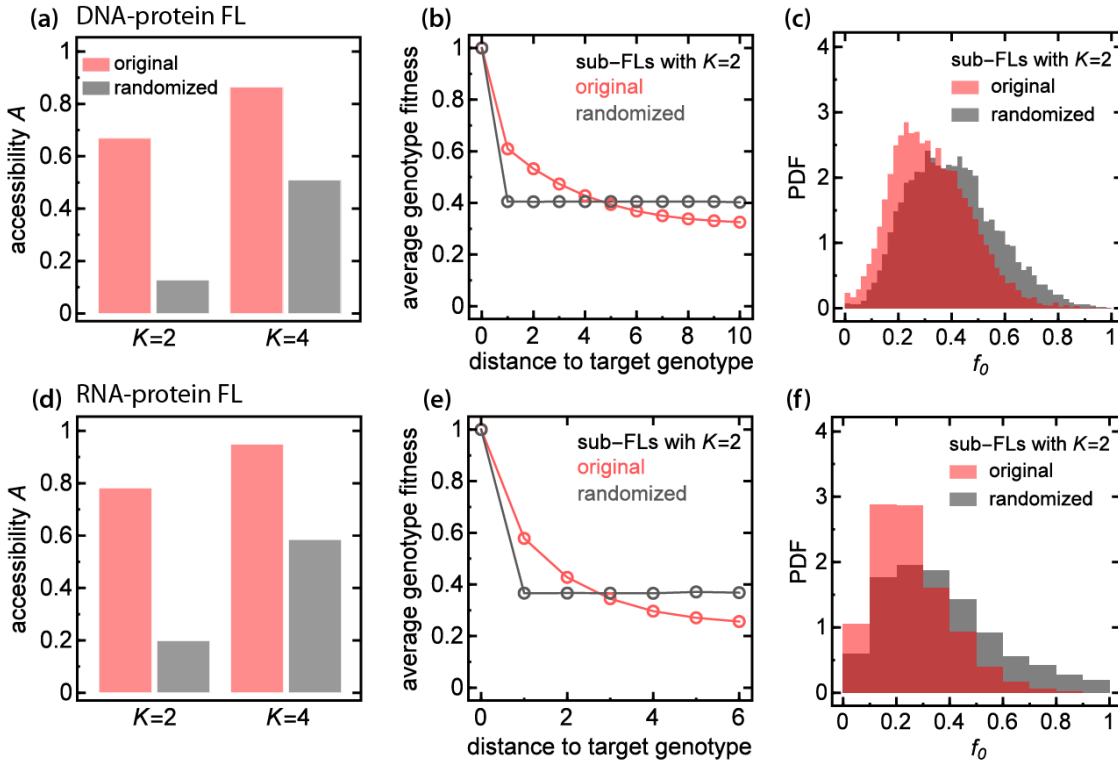 (a) DNA-protein FL
1
0.8
0.6
0.4
0.2
0
accessibility A
original
randomized
K=2 K=4
(b)
1
0.8
0.6
0.4
0.2
0
average genotype fitness
sub−FLs with K=2
original
randomized
0 2 4 6 8 10
distance to target genotype
(c)
4
3
2
1
0
PDF
sub−FLs with K=2
original
randomized
0 0.2 0.4 0.6 0.8 1
f0
(d) RNA-protein FL
1
0.8
0.6
0.4
0.2
0
accessibility A
K=2 K=4
(e)
1
0.8
0.6
0.4
0.2
0
average genotype fitness
sub−FLs wih K=2
original
randomized
0 2 4 6
distance to target genotype
(f)
4
3
2
1
0
PDF
sub−FLs with K=2
original
randomized
0 0.2 0.4 0.6 0.8 1
f0